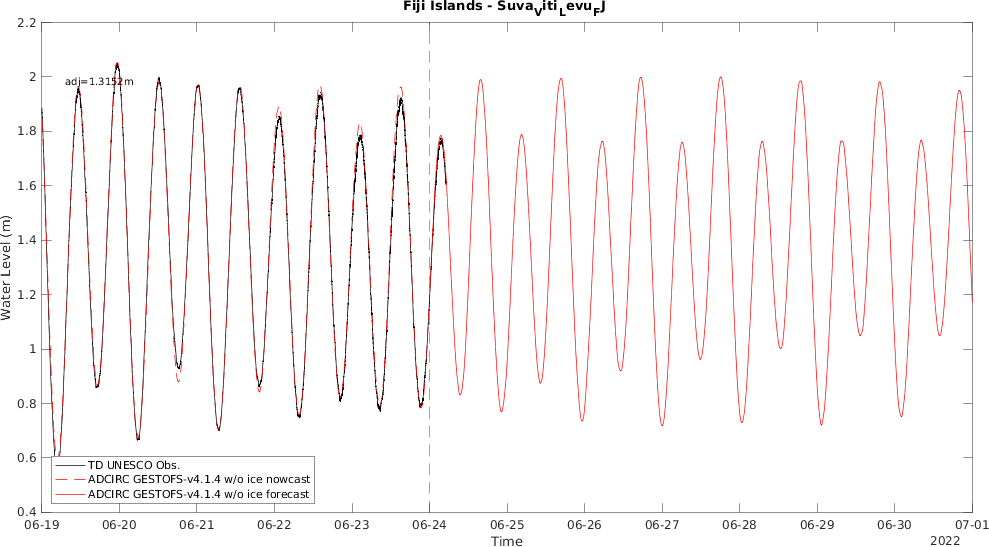 Fiji Islands - Suva_Viti_Levu_FJ
2.2
2
1.8
1.6
1.4
1.2
1
0.8
0.6
0.4
Water Level (m)
adj=1.3152m
TD UNESCO Obs.
ADCIRC GESTOFS-v4.1.4 w/o ice nowcast
ADCIRC GESTOFS-v4.1.4 w/o ice forecast
06-19 06-20 06-21 06-22 06-23 06-24 06-25 06-26 06-27 06-28 06-29 06-30 07-01
Time
2022